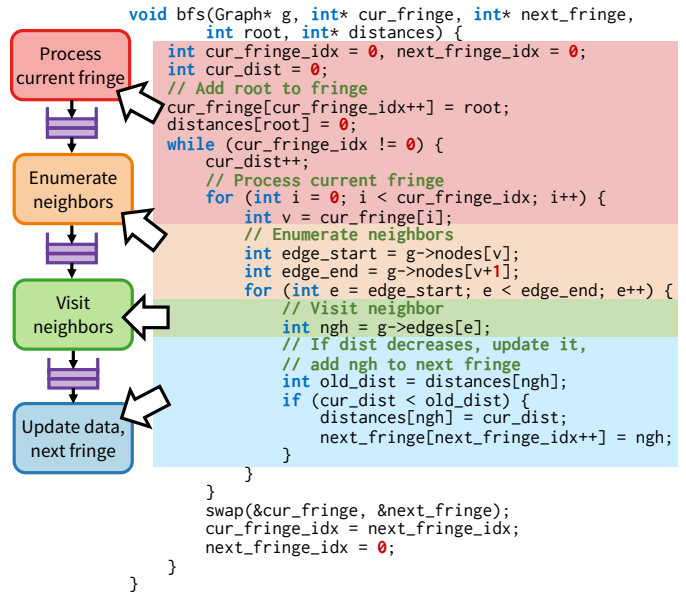 Process
current fringe
Enumerate
neighbors
Visit
neighbors
Update data,
next fringe
void bfs(Graph* g, int* cur_fringe, int* next_fringe,
        int root, int* distances) {
    int cur_fringe_idx = 0, next_fringe_idx = 0;
    int cur_dist = 0;
    // Add root to fringe
    cur_fringe[cur_fringe_idx++] = root;
    distances[root] = 0;
    while (cur_fringe_idx != 0) {
        cur_dist++;
        // Process current fringe
        for (int i = 0; i < cur_fringe_idx; i++) {
            int v = cur_fringe[i];
            // Enumerate neighbors
            int edge_start = g->nodes[v];
            int edge_end = g->nodes[v+1];
            for (int e = edge_start; e < edge_end; e++) {
                // Visit neighbor
                int ngh = g->edges[e];
                // If dist decreases, update it,
                // add ngh to next fringe
                int old_dist = distances[ngh];
                if (cur_dist < old_dist) {
                    distances[ngh] = cur_dist;
                    next_fringe[next_fringe_idx++] = ngh;
                }
            }
        }
        swap(&cur_fringe, &next_fringe);
        cur_fringe_idx = next_fringe_idx;
        next_fringe_idx = 0;
    }
}